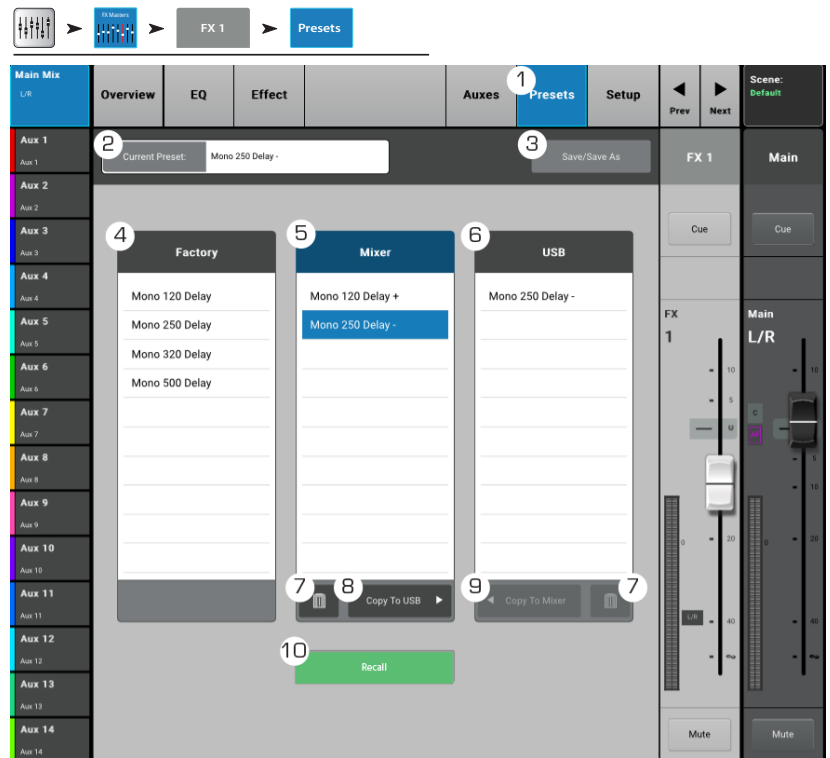 FX Masters
FX 1
Presets
Main Mix
L/R
Overview
EQ
Effect
Auxes
1
Presets
Setup
Prev
Next
Scene:
Default
Aux 1
Aux 1
Aux 2
Aux 2
Aux 3
Aux 3
Aux 4
Aux 4
Aux 5
Aux 5
Aux 6
Aux 6
Aux 7
Aux 7
Aux 8
Aux 8
Aux 9
Aux 9
Aux 10
Aux 10
Aux 11
Aux 11
Aux 12
Aux 12
Aux 13
Aux 13
Aux 14
Aux 14
2
Current Preset:
Mono 250 Delay -
3
Save/Save As
4
Factory
Mono 120 Delay
Mono 250 Delay
Mono 320 Delay
Mono 500 Delay
5
Mixer
Mono 120 Delay +
Mono 250 Delay -
7
8
Copy To USB
6
USB
Mono 250 Delay -
9
Copy To Mixer
7
10
Recall
FX 1
Cue
FX
1
10
5
U
0
20
L/R
40
∞
Mute
Main
Cue
Main
L/R
10
C
5
10
0
20
40
∞
Mute